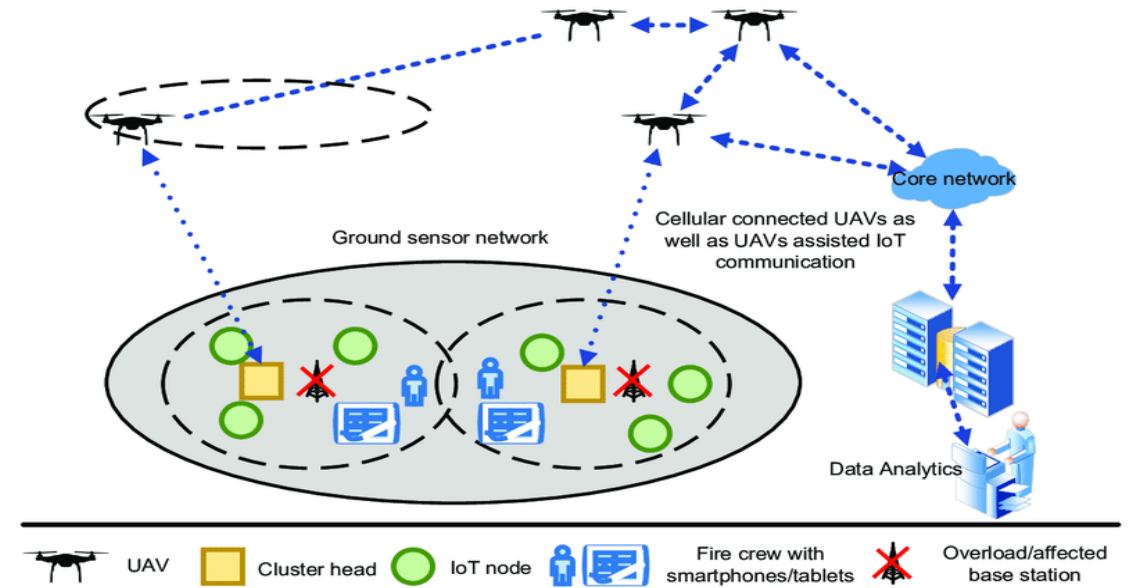 Core network
Cellular connected UAVs as
well as UAVs assisted IoT
communication
Ground sensor network
Data Analytics
UAV
Cluster head
IoT node
Fire crew with
smartphones/tablets
Overload/affected
base station